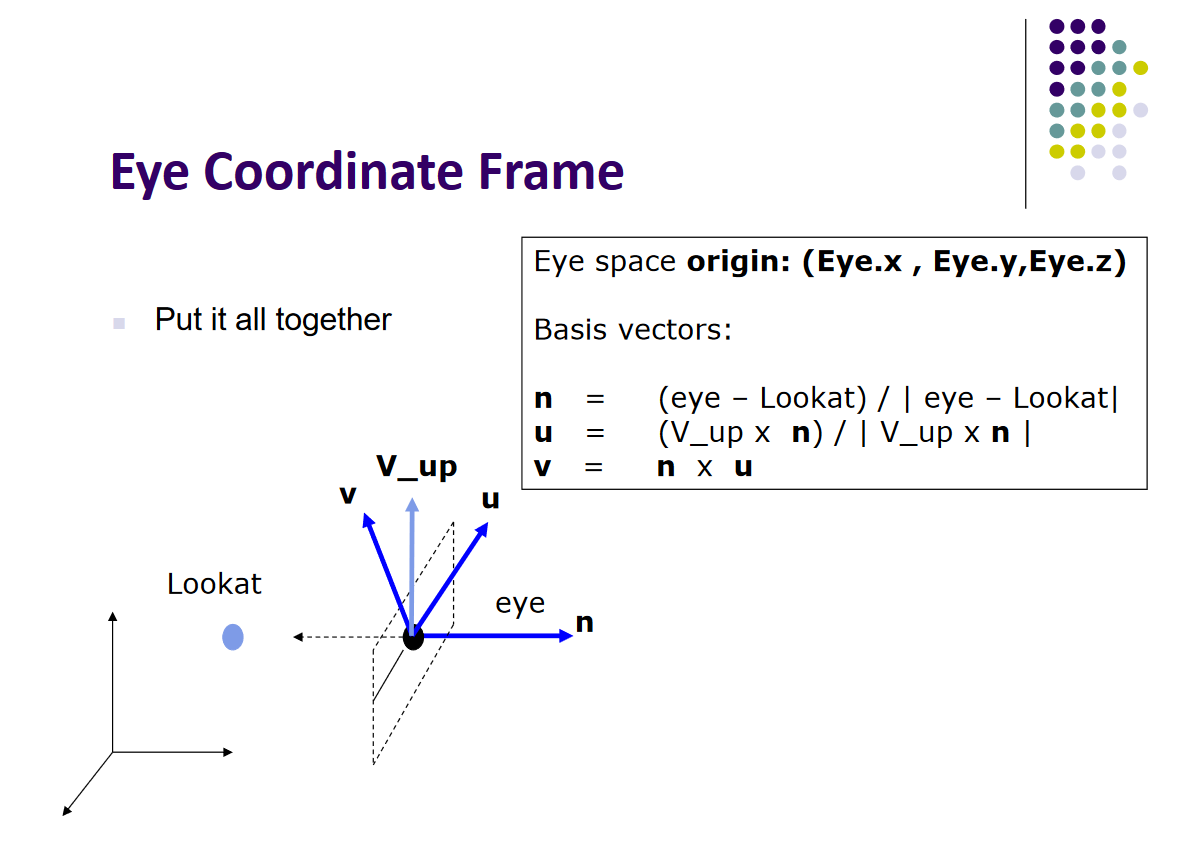 Eye Coordinate Frame
Put it all together
Eye space origin: (Eye.x , Eye.y,Eye.z)
Basis vectors:
n = (eye – Lookat) / | eye – Lookat|
u = (V_up x n) / | V_up x n |
v = n x u
V_up
v
u
Lookat
eye
n